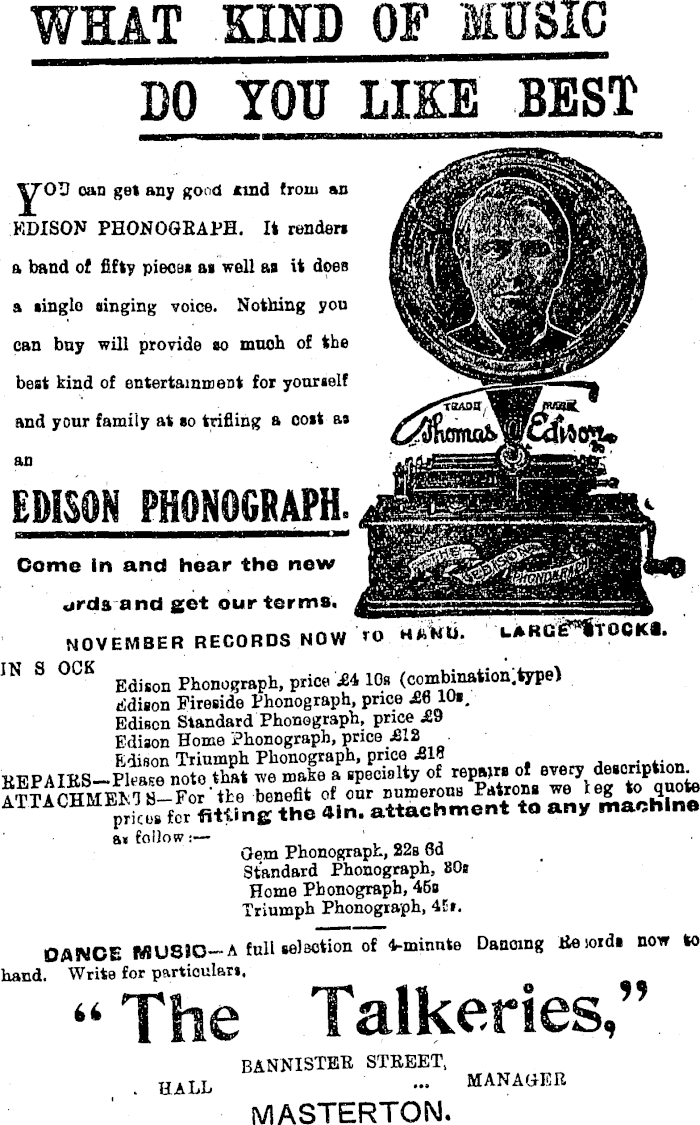 WHAT KIND OF MUSIC
DO YOU LIKE BEST
YOU can get any good kind from an
EDISON PHONOGRAPH. It renders
a band of fifty pieces as well as it does
a single singing voice. Nothing you
can buy will provide so much of the
best kind of entertainment for yourself
and your family at so trifling a cost as
an
EDISON PHONOGRAPH.
TRADE MARK
Thomas A Edison
THE EDISON PHONOGRAPH
Come in and hear the new
ords and get our terms.
NOVEMBER RECORDS NOW TO HAND. LARGE STOCKS.
IN S OCK
Edison Phonograph, price £4 10s (combination type)
Edison Fireside Phonograph, price £6 10s.
Edison Standard Phonograph, price £9
Edison Home Phonograph, price £12
Edison Triumph Phonograph, price £18
REPAIRS—Please note that we make a specialty of repairs of every description.
ATTACHMENTS—For the benefit of our numerous Patrons we beg to quote
prices for fitting the 4in. attachment to any machine
as follow:—
Gem Phonograph, 22s 6d
Standard Phonograph, 30s
Home Phonograph, 45s
Triumph Phonograph, 45s.
DANCE MUSIC—A full selection of 4-minute Dancing Records now to
hand. Write for particulars.
"The Talkeries,"
BANNISTER STREET,
HALL ... MANAGER
MASTERTON.